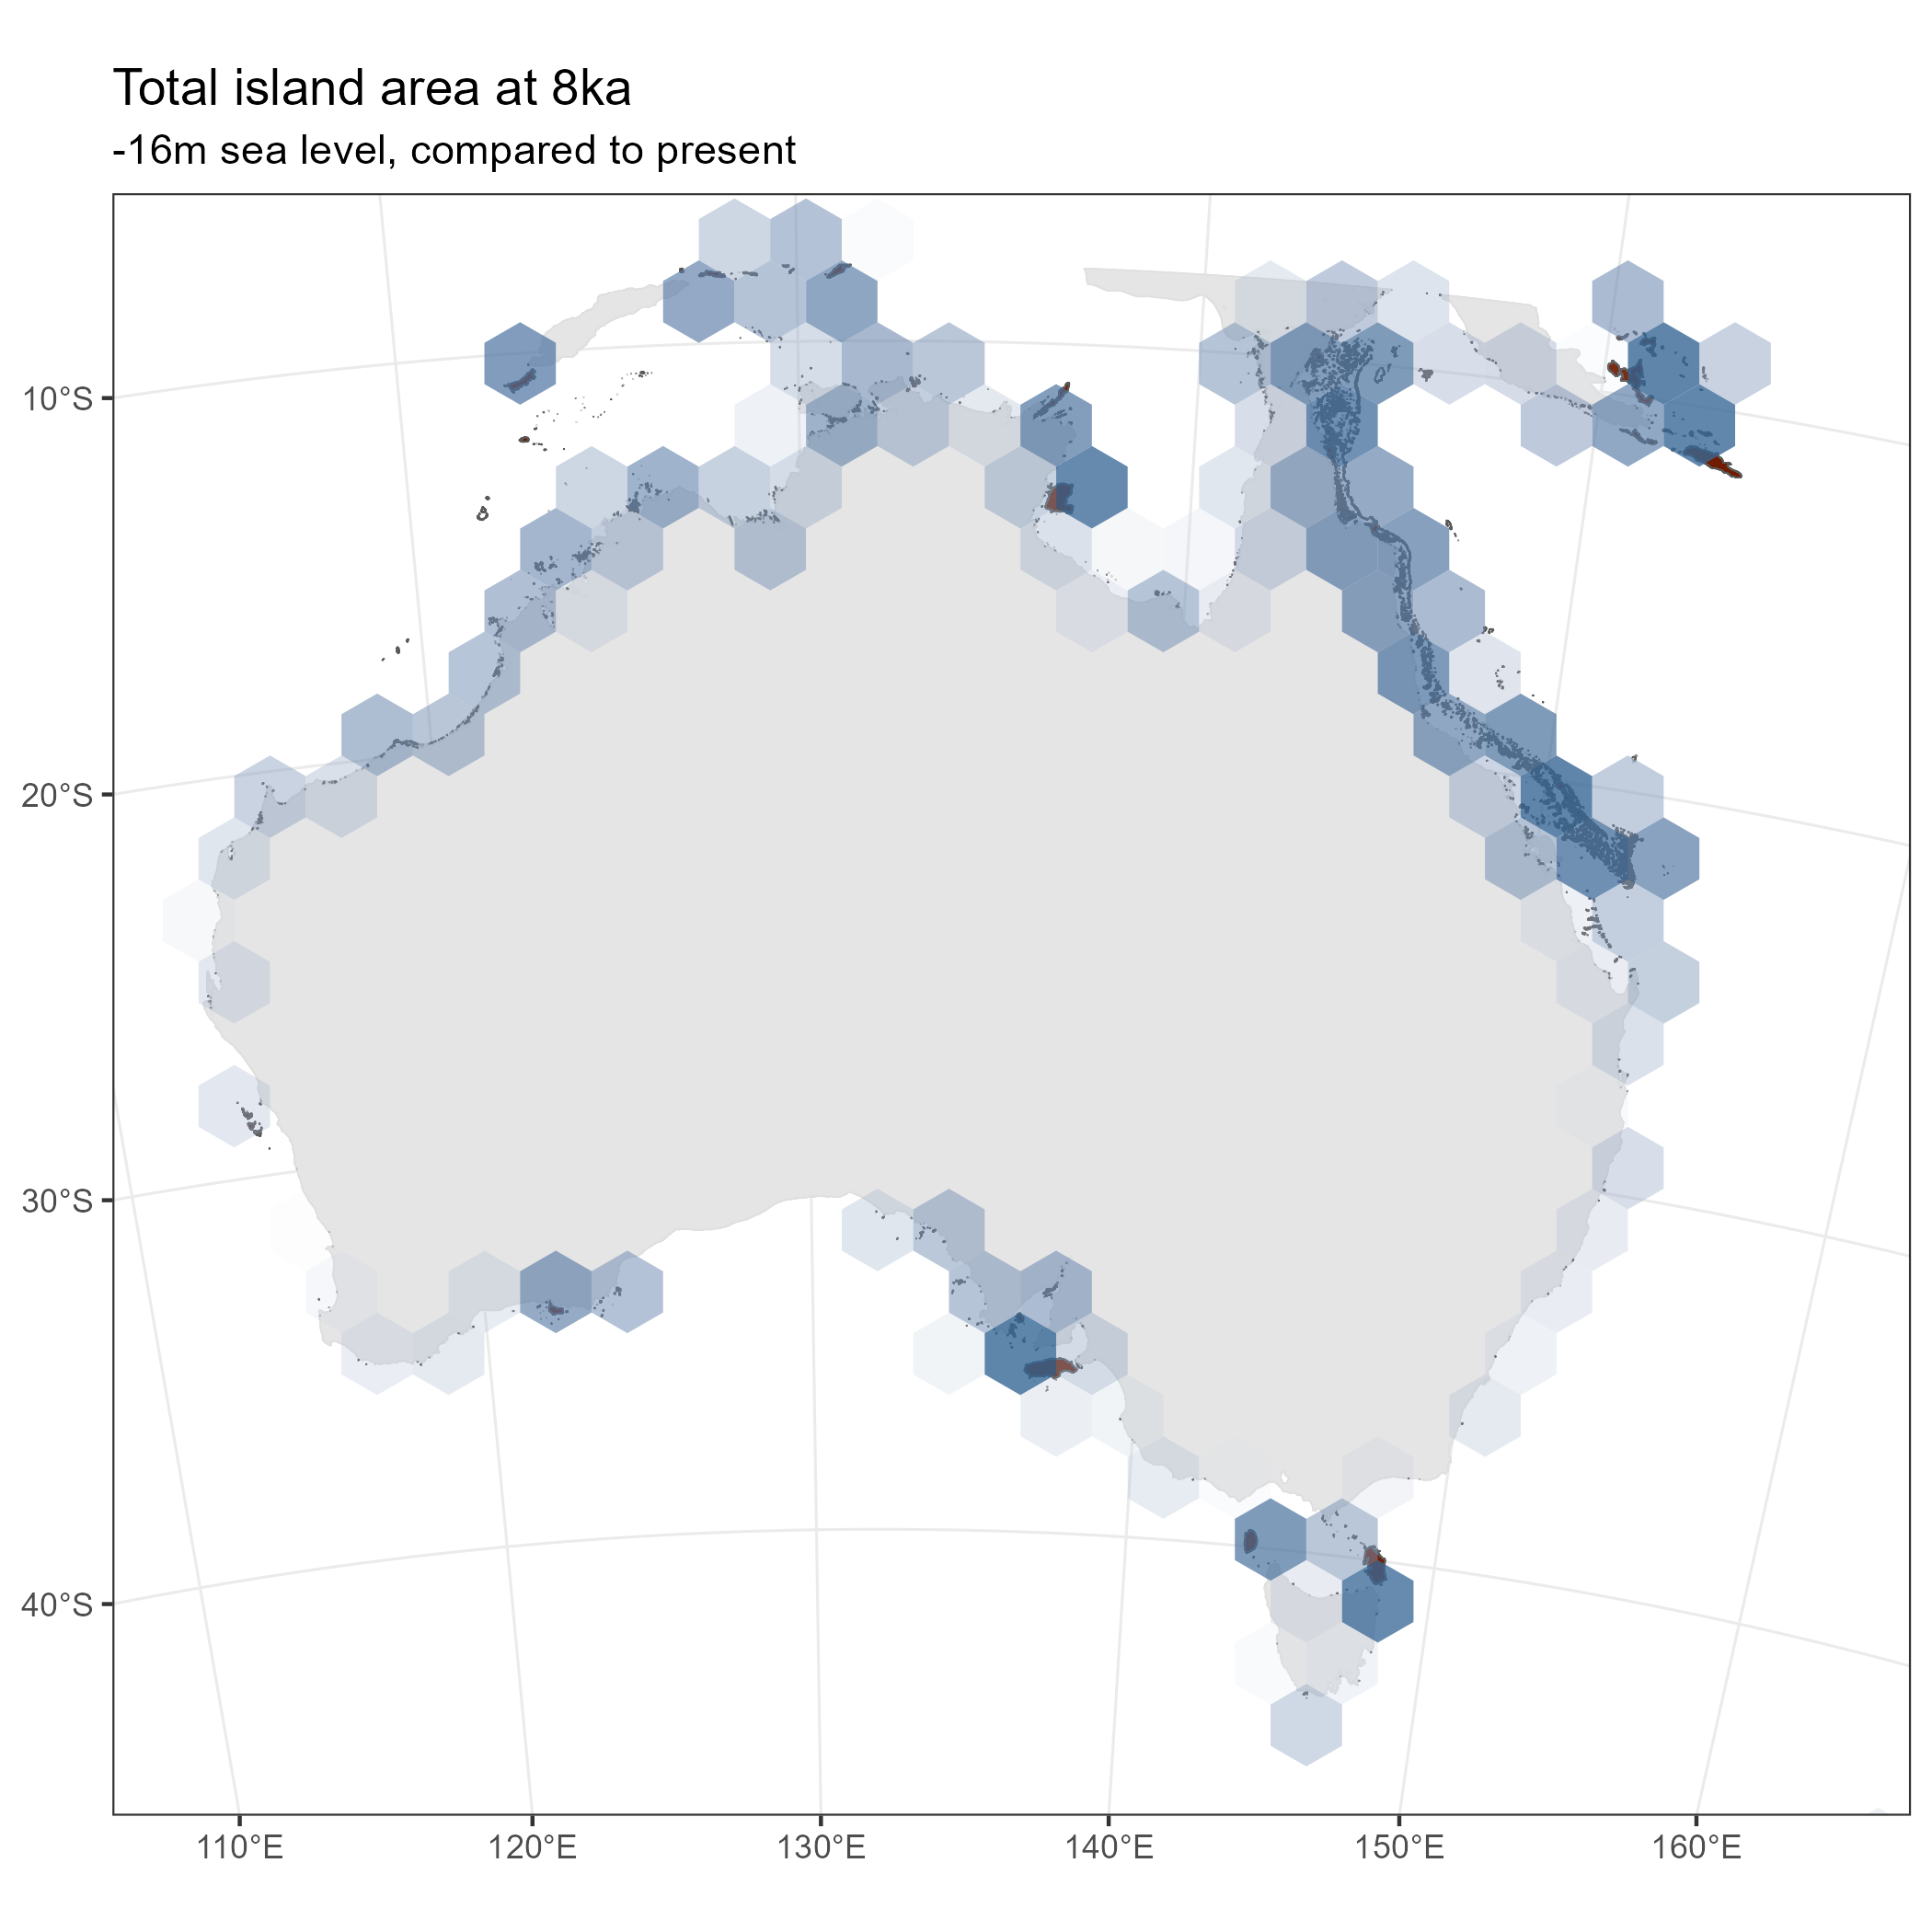 Total island area at 8ka
-16m sea level, compared to present
10°S
20°S
30°S
40°S
110°E
120°E
130°E
140°E
150°E
160°E